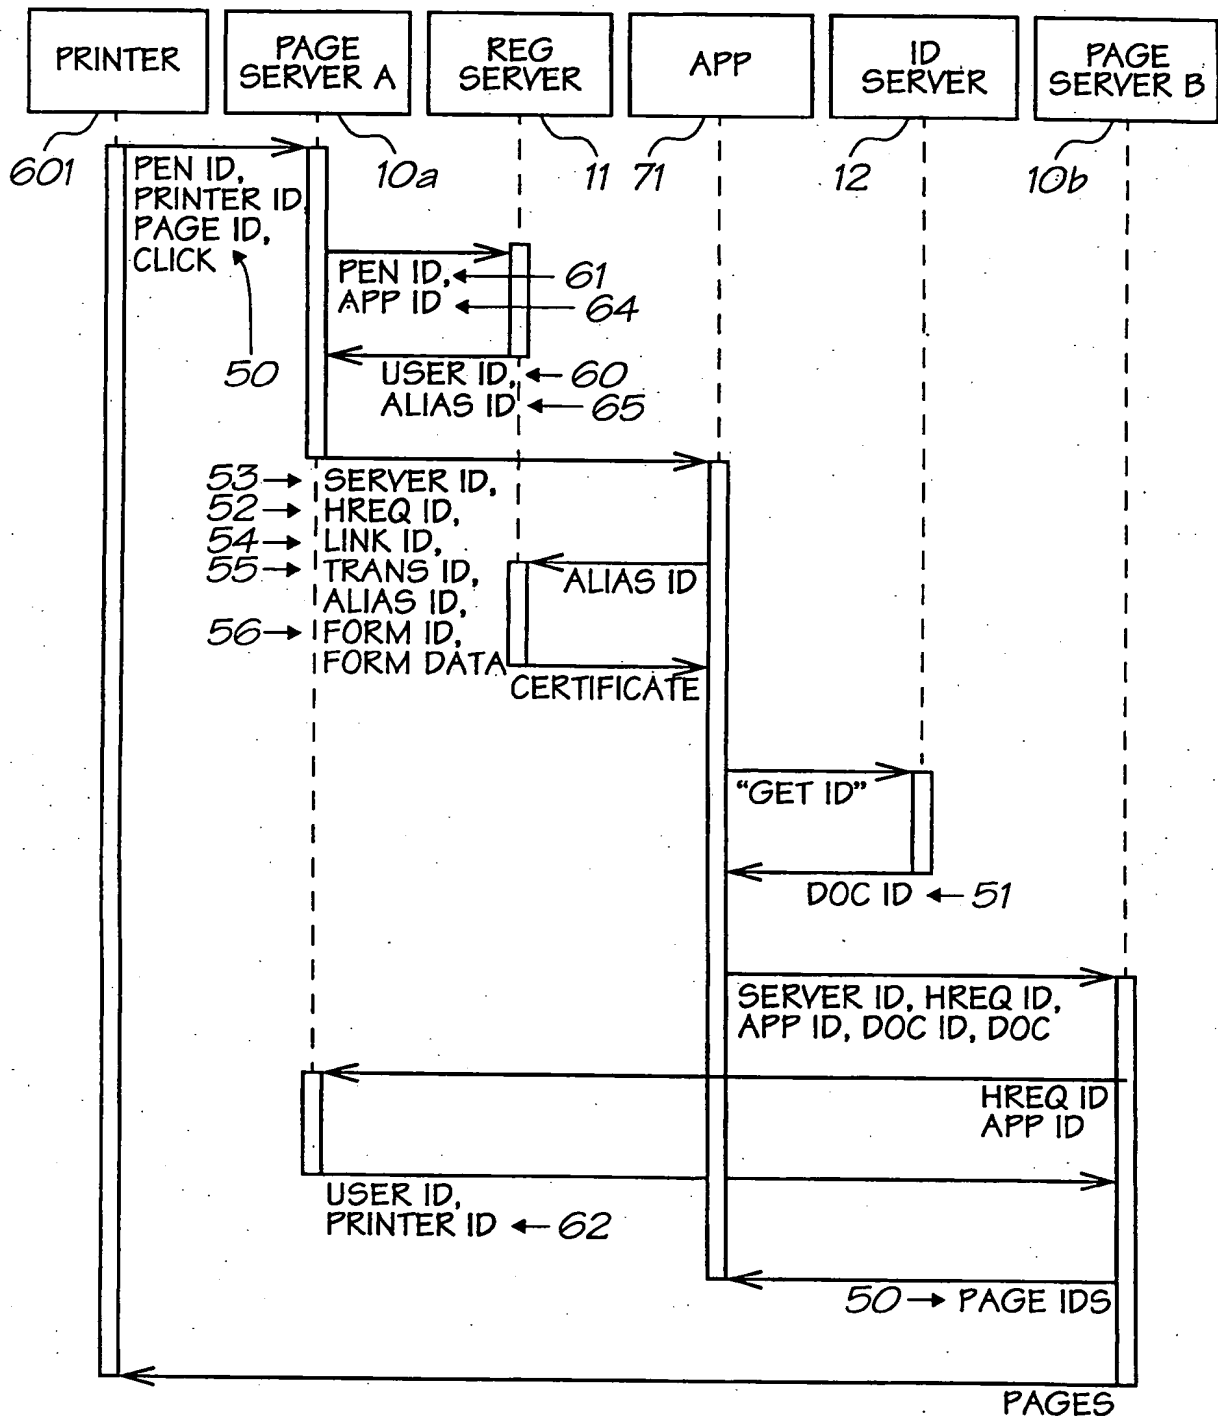 PRINTER
PAGE
SERVER A
REG
SERVER
APP
ID
SERVER
PAGE
SERVER B
601
10a
11
71
12
10b
PEN ID,
PRINTER ID
PAGE ID,
CLICK
50
PEN ID,
61
APP ID
64
USER ID,
60
ALIAS ID
65
53
SERVER ID,
52
HREQ ID,
54
LINK ID,
55
TRANS ID,
ALIAS ID,
56
FORM ID,
FORM DATA
ALIAS ID
CERTIFICATE
“GET ID”
DOC ID
51
SERVER ID, HREQ ID,
APP ID, DOC ID, DOC
HREQ ID
APP ID
USER ID,
PRINTER ID
62
50
PAGE IDS
PAGES